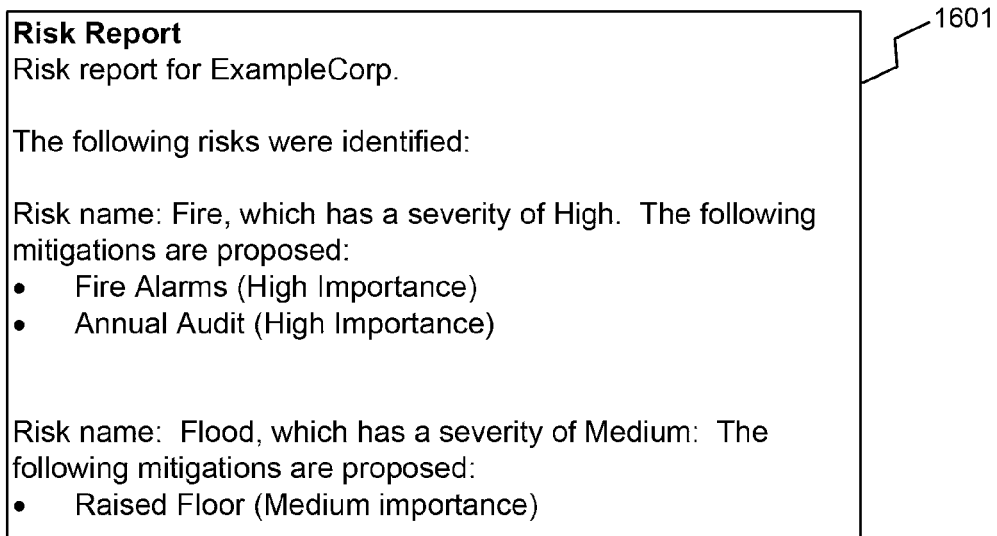 1601
Risk Report
Risk report for ExampleCorp.
The following risks were identified:
Risk name: Fire, which has a severity of High.  The following
mitigations are proposed:
•    Fire Alarms (High Importance)
•    Annual Audit (High Importance)
Risk name:  Flood, which has a severity of Medium:  The
following mitigations are proposed:
•    Raised Floor (Medium importance)